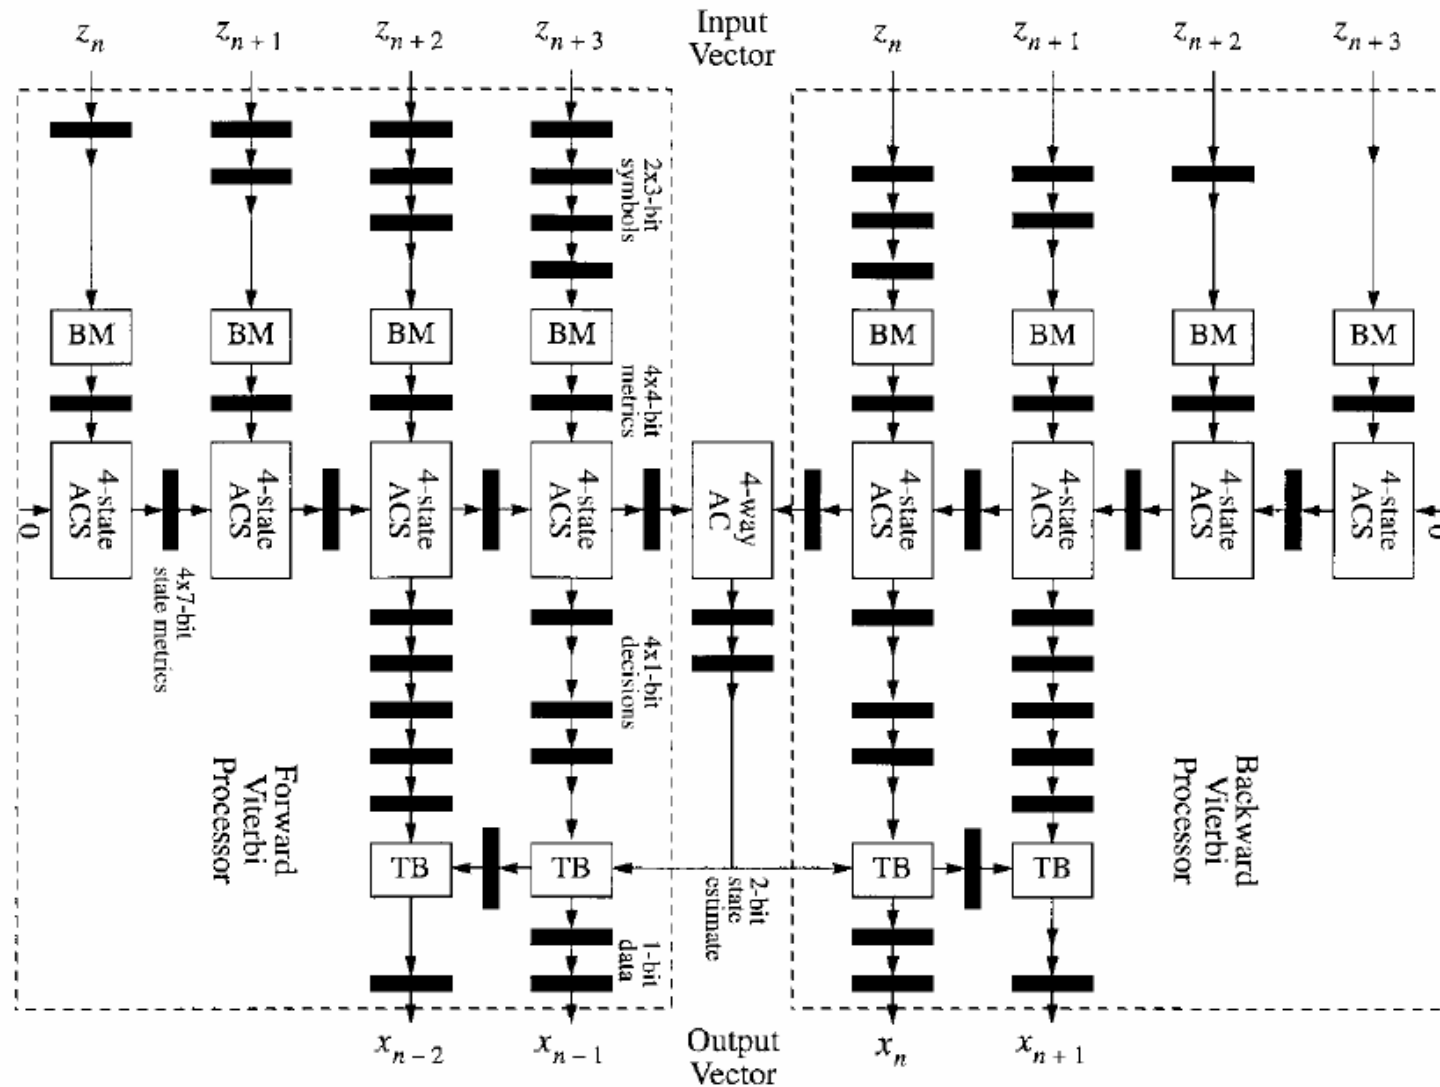 Input
Vector
z_n
z_{n+1}
z_{n+2}
z_{n+3}
z_n
z_{n+1}
z_{n+2}
z_{n+3}
2x3-bit
symbols
BM
BM
BM
BM
BM
BM
BM
BM
4x4-bit
metrics
0
4-state
ACS
4-state
ACS
4-state
ACS
4-state
ACS
4-way
AC
4-state
ACS
4-state
ACS
4-state
ACS
4-state
ACS
0
4x7-bit
state metrics
4x1-bit
decisions
Forward
Viterbi
Processor
Backward
Viterbi
Processor
TB
TB
TB
TB
2-bit
state
estimate
1-bit
data
x_{n-2}
x_{n-1}
Output
Vector
x_n
x_{n+1}